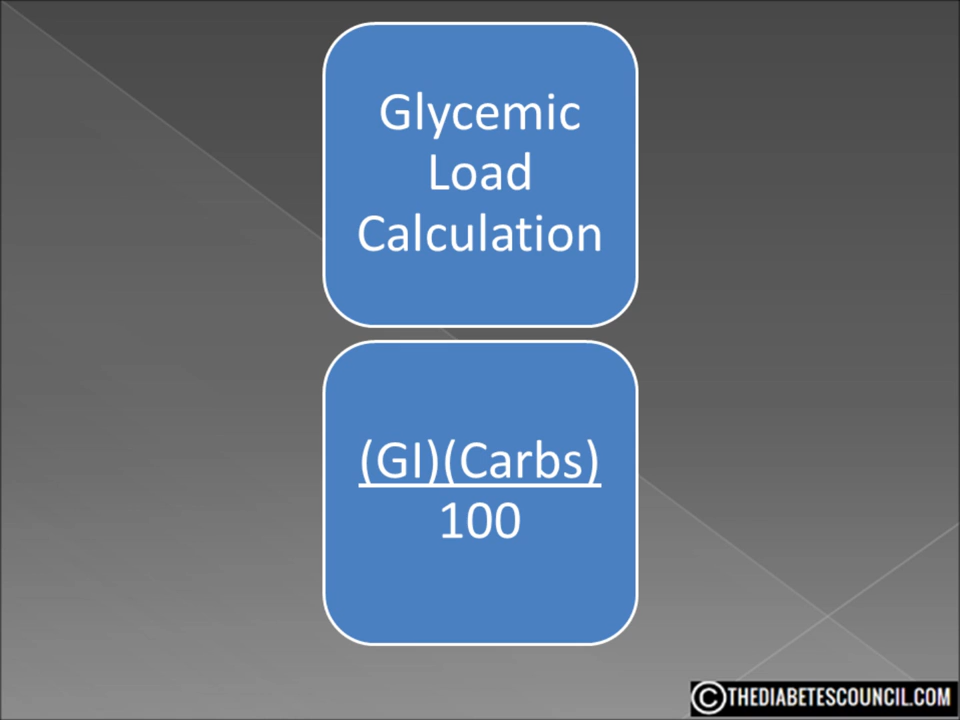 Glycemic
Load
Calculation
(GI)(Carbs)
100
©THEDIABETESCOUNCIL.COM